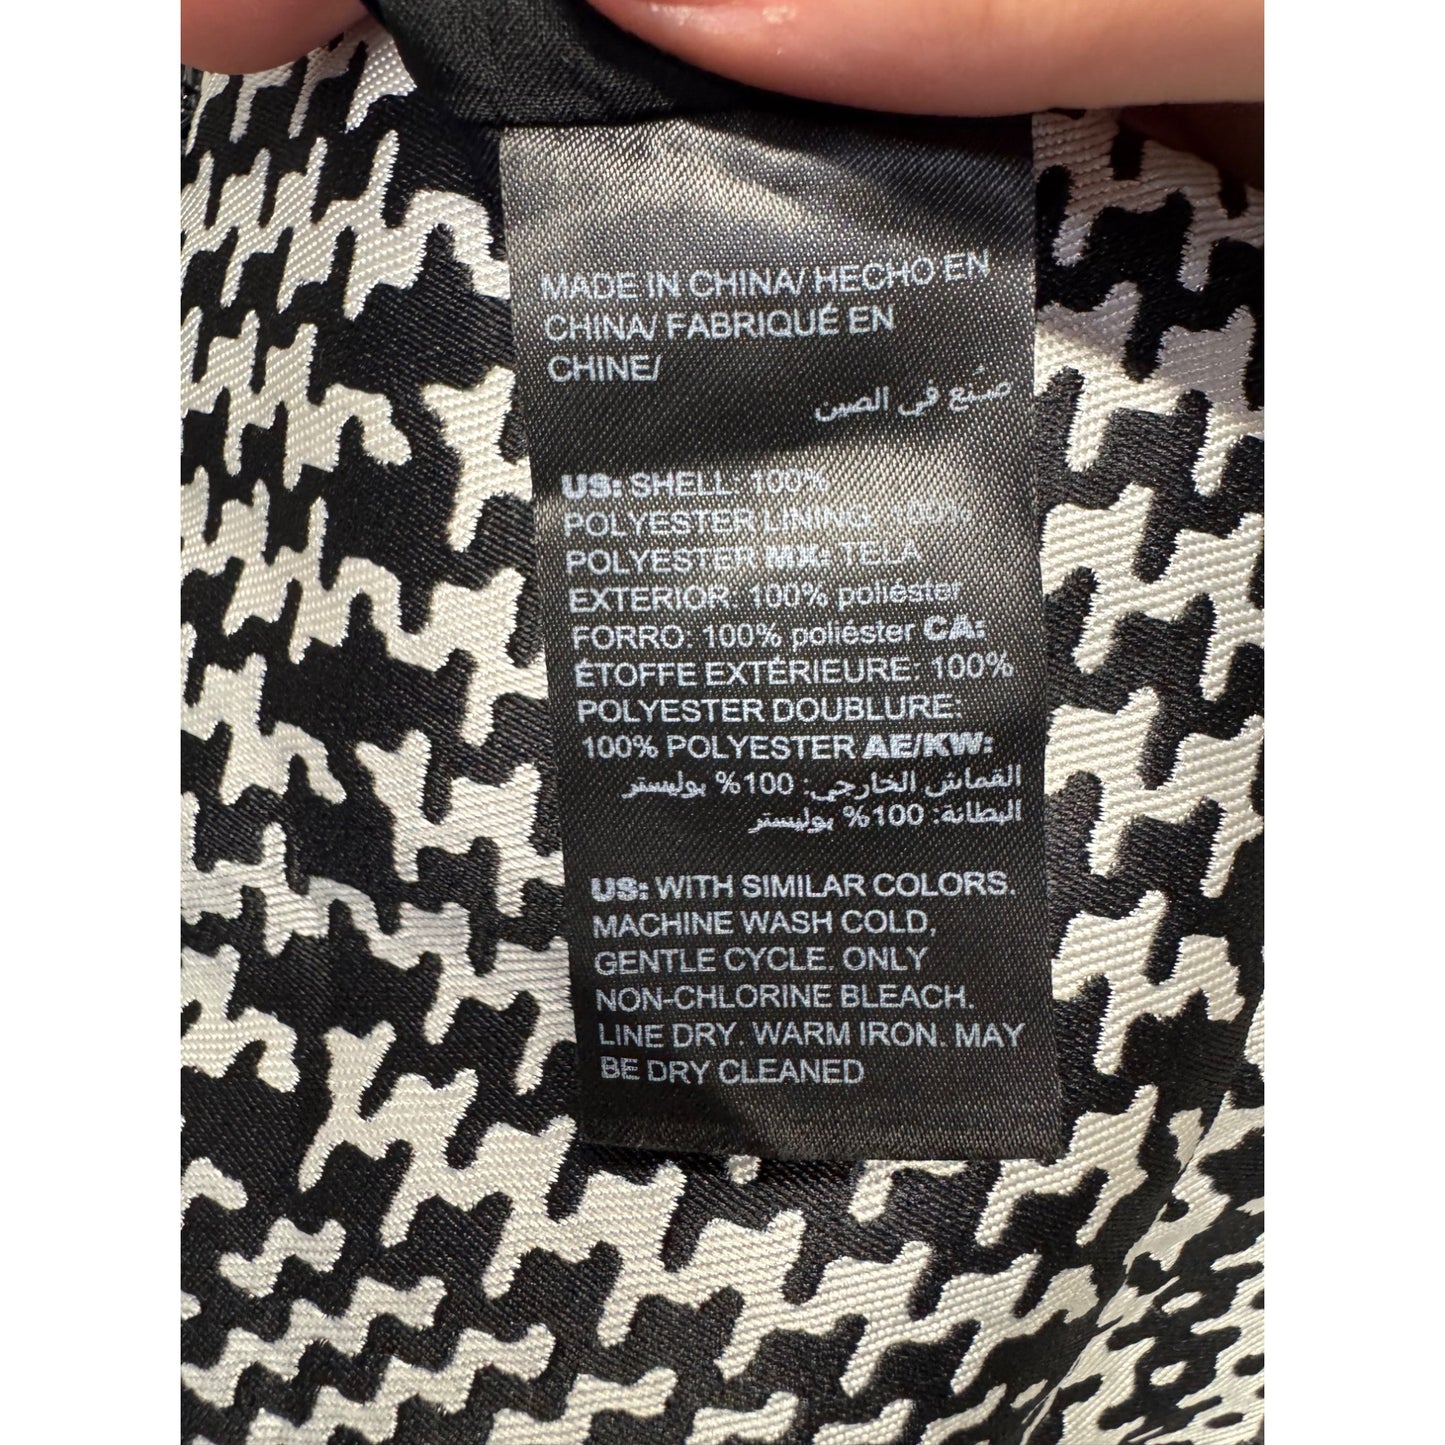 MADE IN CHINA/ HECHO EN
CHINA/ FABRIQUÉ EN
CHINE/
صنع في الصين
US: SHELL: 100%
POLYESTER LINING: 100%
POLYESTER MX: TELA
EXTERIOR: 100% poliéster
FORRO: 100% poliéster CA:
ÉTOFFE EXTÉRIEURE: 100%
POLYESTER DOUBLURE:
100% POLYESTER AE/KW:
القماش الخارجي: 100% بوليستر
البطانة: 100% بوليستر
US: WITH SIMILAR COLORS.
MACHINE WASH COLD,
GENTLE CYCLE. ONLY
NON-CHLORINE BLEACH.
LINE DRY. WARM IRON. MAY
BE DRY CLEANED